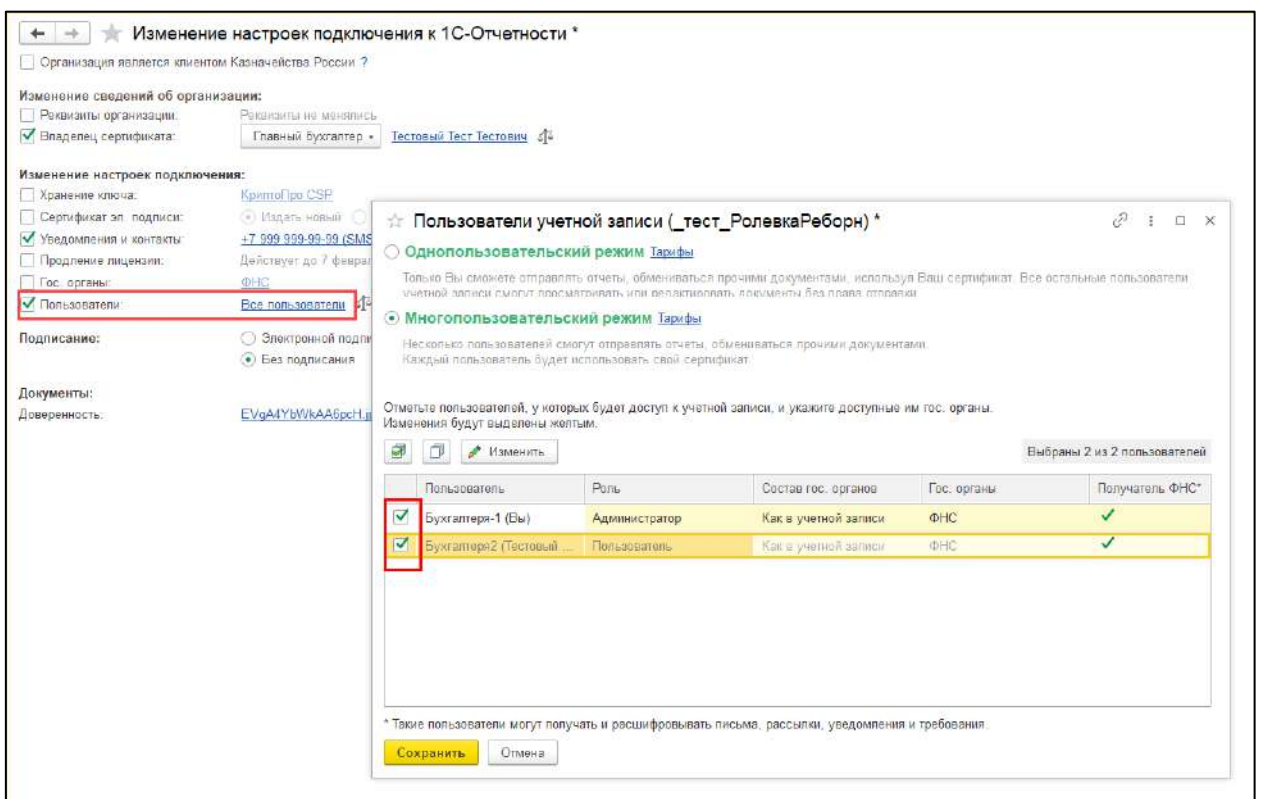 Изменение настроек подключения к 1С-Отчетности *
Организация является клиентом Казначейства России ?
Изменение сведений об организации:
Реквизиты организации: Реквизиты не менялись
Владелец сертификата: Главный бухгалтер Тестовый Тест Тестович
Изменение настроек подключения:
Хранение ключа: КриптоПро CSP
Сертификат эл. подписи: Издать новый
Уведомления и контакты: +7 999 999-99-99 (SMS
Продление лицензии: Действует до 7 феврал
Гос. органы: ФНС
Пользователи: Все пользователи
Подписание: Электронной подпи
Без подписания
Документы:
Доверенность: EVgA4YbWkAA6pcH.j
Пользователи учетной записи (_тест_РолевкаРеборн) *
Однопользовательский режим Тарифы
Только Вы сможете отправлять отчеты, обмениваться прочими документами, используя Ваш сертификат. Все остальные пользователи
учетной записи смогут просматривать или редактировать документы без права отправки
Многопользовательский режим Тарифы
Несколько пользователей смогут отправлять отчеты, обмениваться прочими документами.
Каждый пользователь будет использовать свой сертификат.
Отметьте пользователей, у которых будет доступ к учетной записи, и укажите доступные им гос. органы.
Изменения будут выделены желтым.
Изменить Выбраны 2 из 2 пользователей
Пользователь Роль Состав гос. органов Гос. органы Получатель ФНС*
Бухгалтеря-1 (Вы) Администратор Как в учетной записи ФНС
Бухгалтеря2 (Тестовый ... Пользователь Как в учетной записи ФНС
* Такие пользователи могут получать и расшифровывать письма, рассылки, уведомления и требования.
Сохранить Отмена